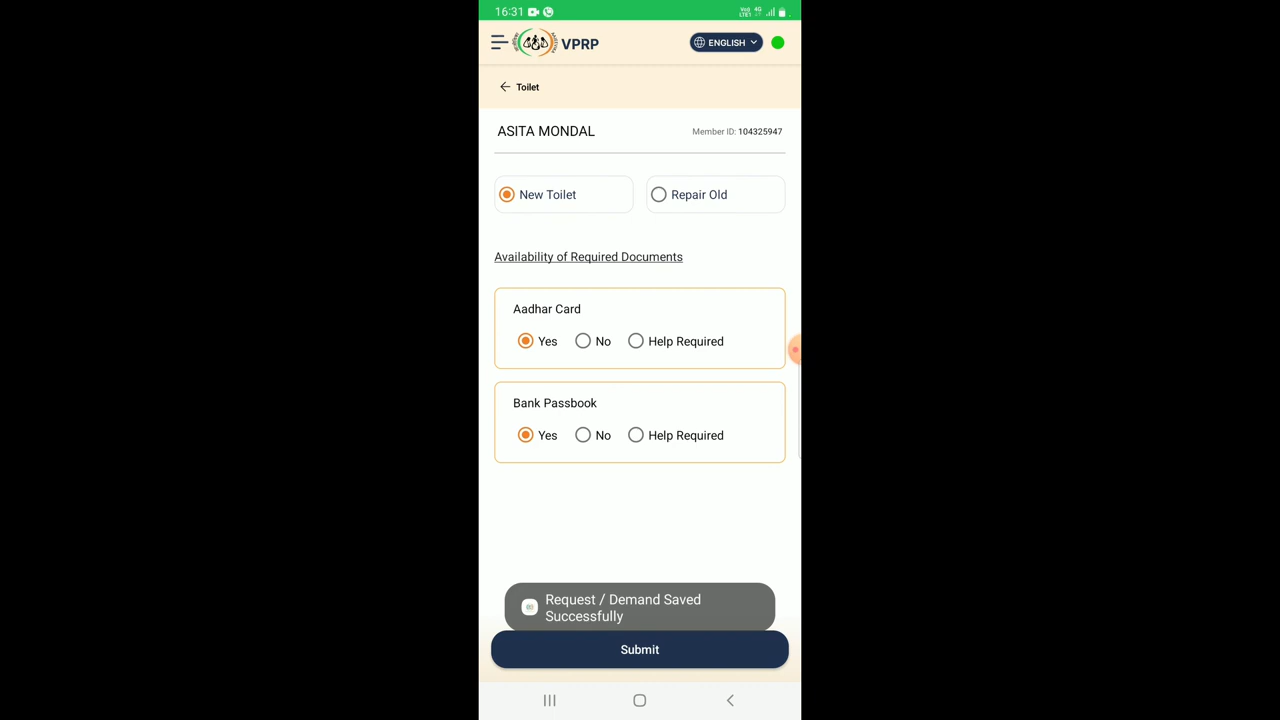 16:31
VPRP
ENGLISH
Toilet
ASITA MONDAL
Member ID: 104325947
New Toilet
Repair Old
Availability of Required Documents
Aadhar Card
Yes
No
Help Required
Bank Passbook
Yes
No
Help Required
Request / Demand Saved
Successfully
Submit